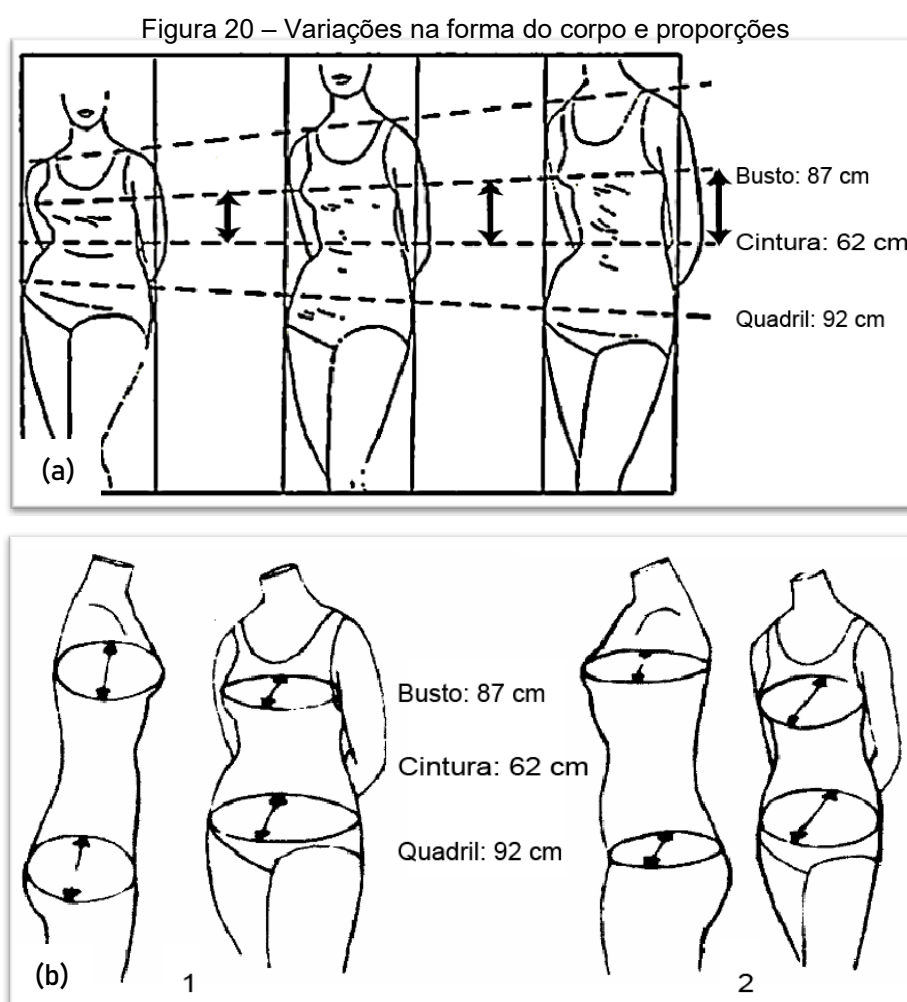 Figura 20 – Variações na forma do corpo e proporções
Busto: 87 cm
Cintura: 62 cm
Quadril: 92 cm
(a)
Busto: 87 cm
Cintura: 62 cm
Quadril: 92 cm
(b)
1
2